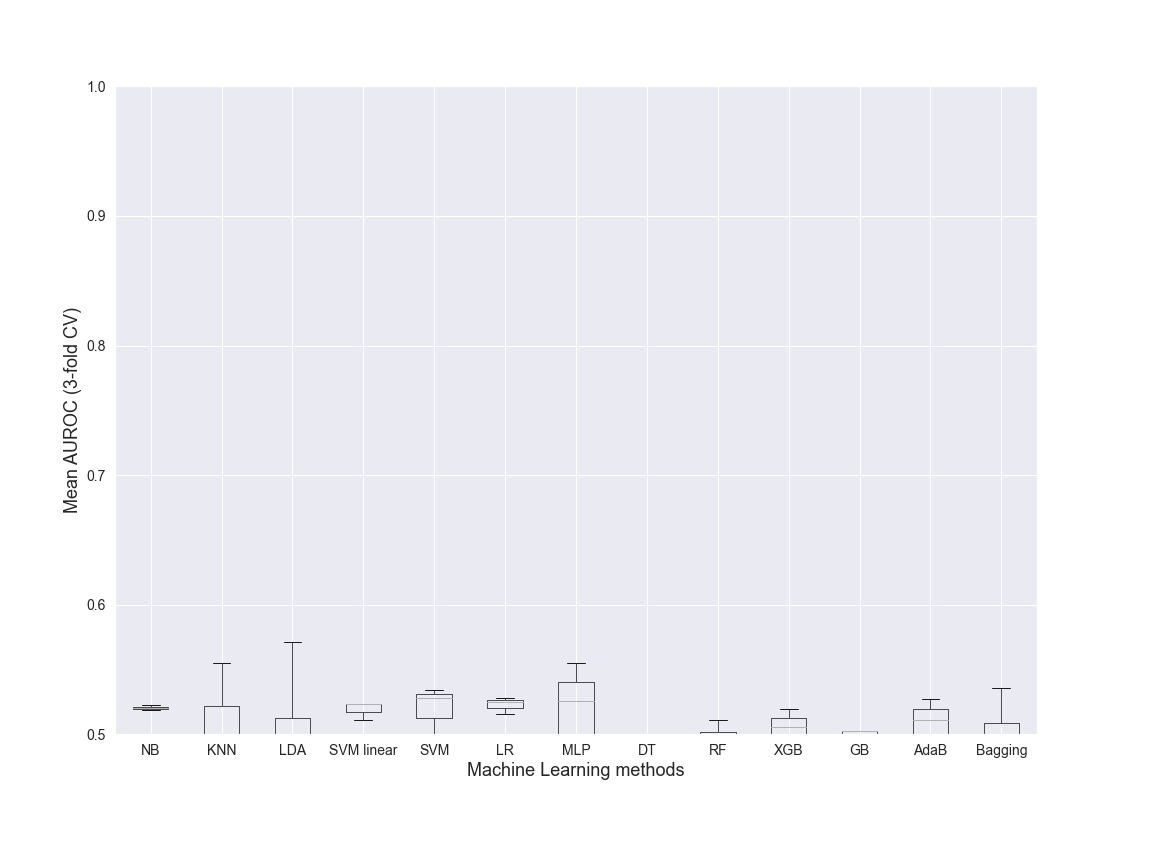 1.0
0.9
0.8
0.7
0.6
0.5
Mean AUROC (3-fold CV)
NB KNN LDA SVM linear SVM LR MLP DT RF XGB GB AdaB Bagging
Machine Learning methods